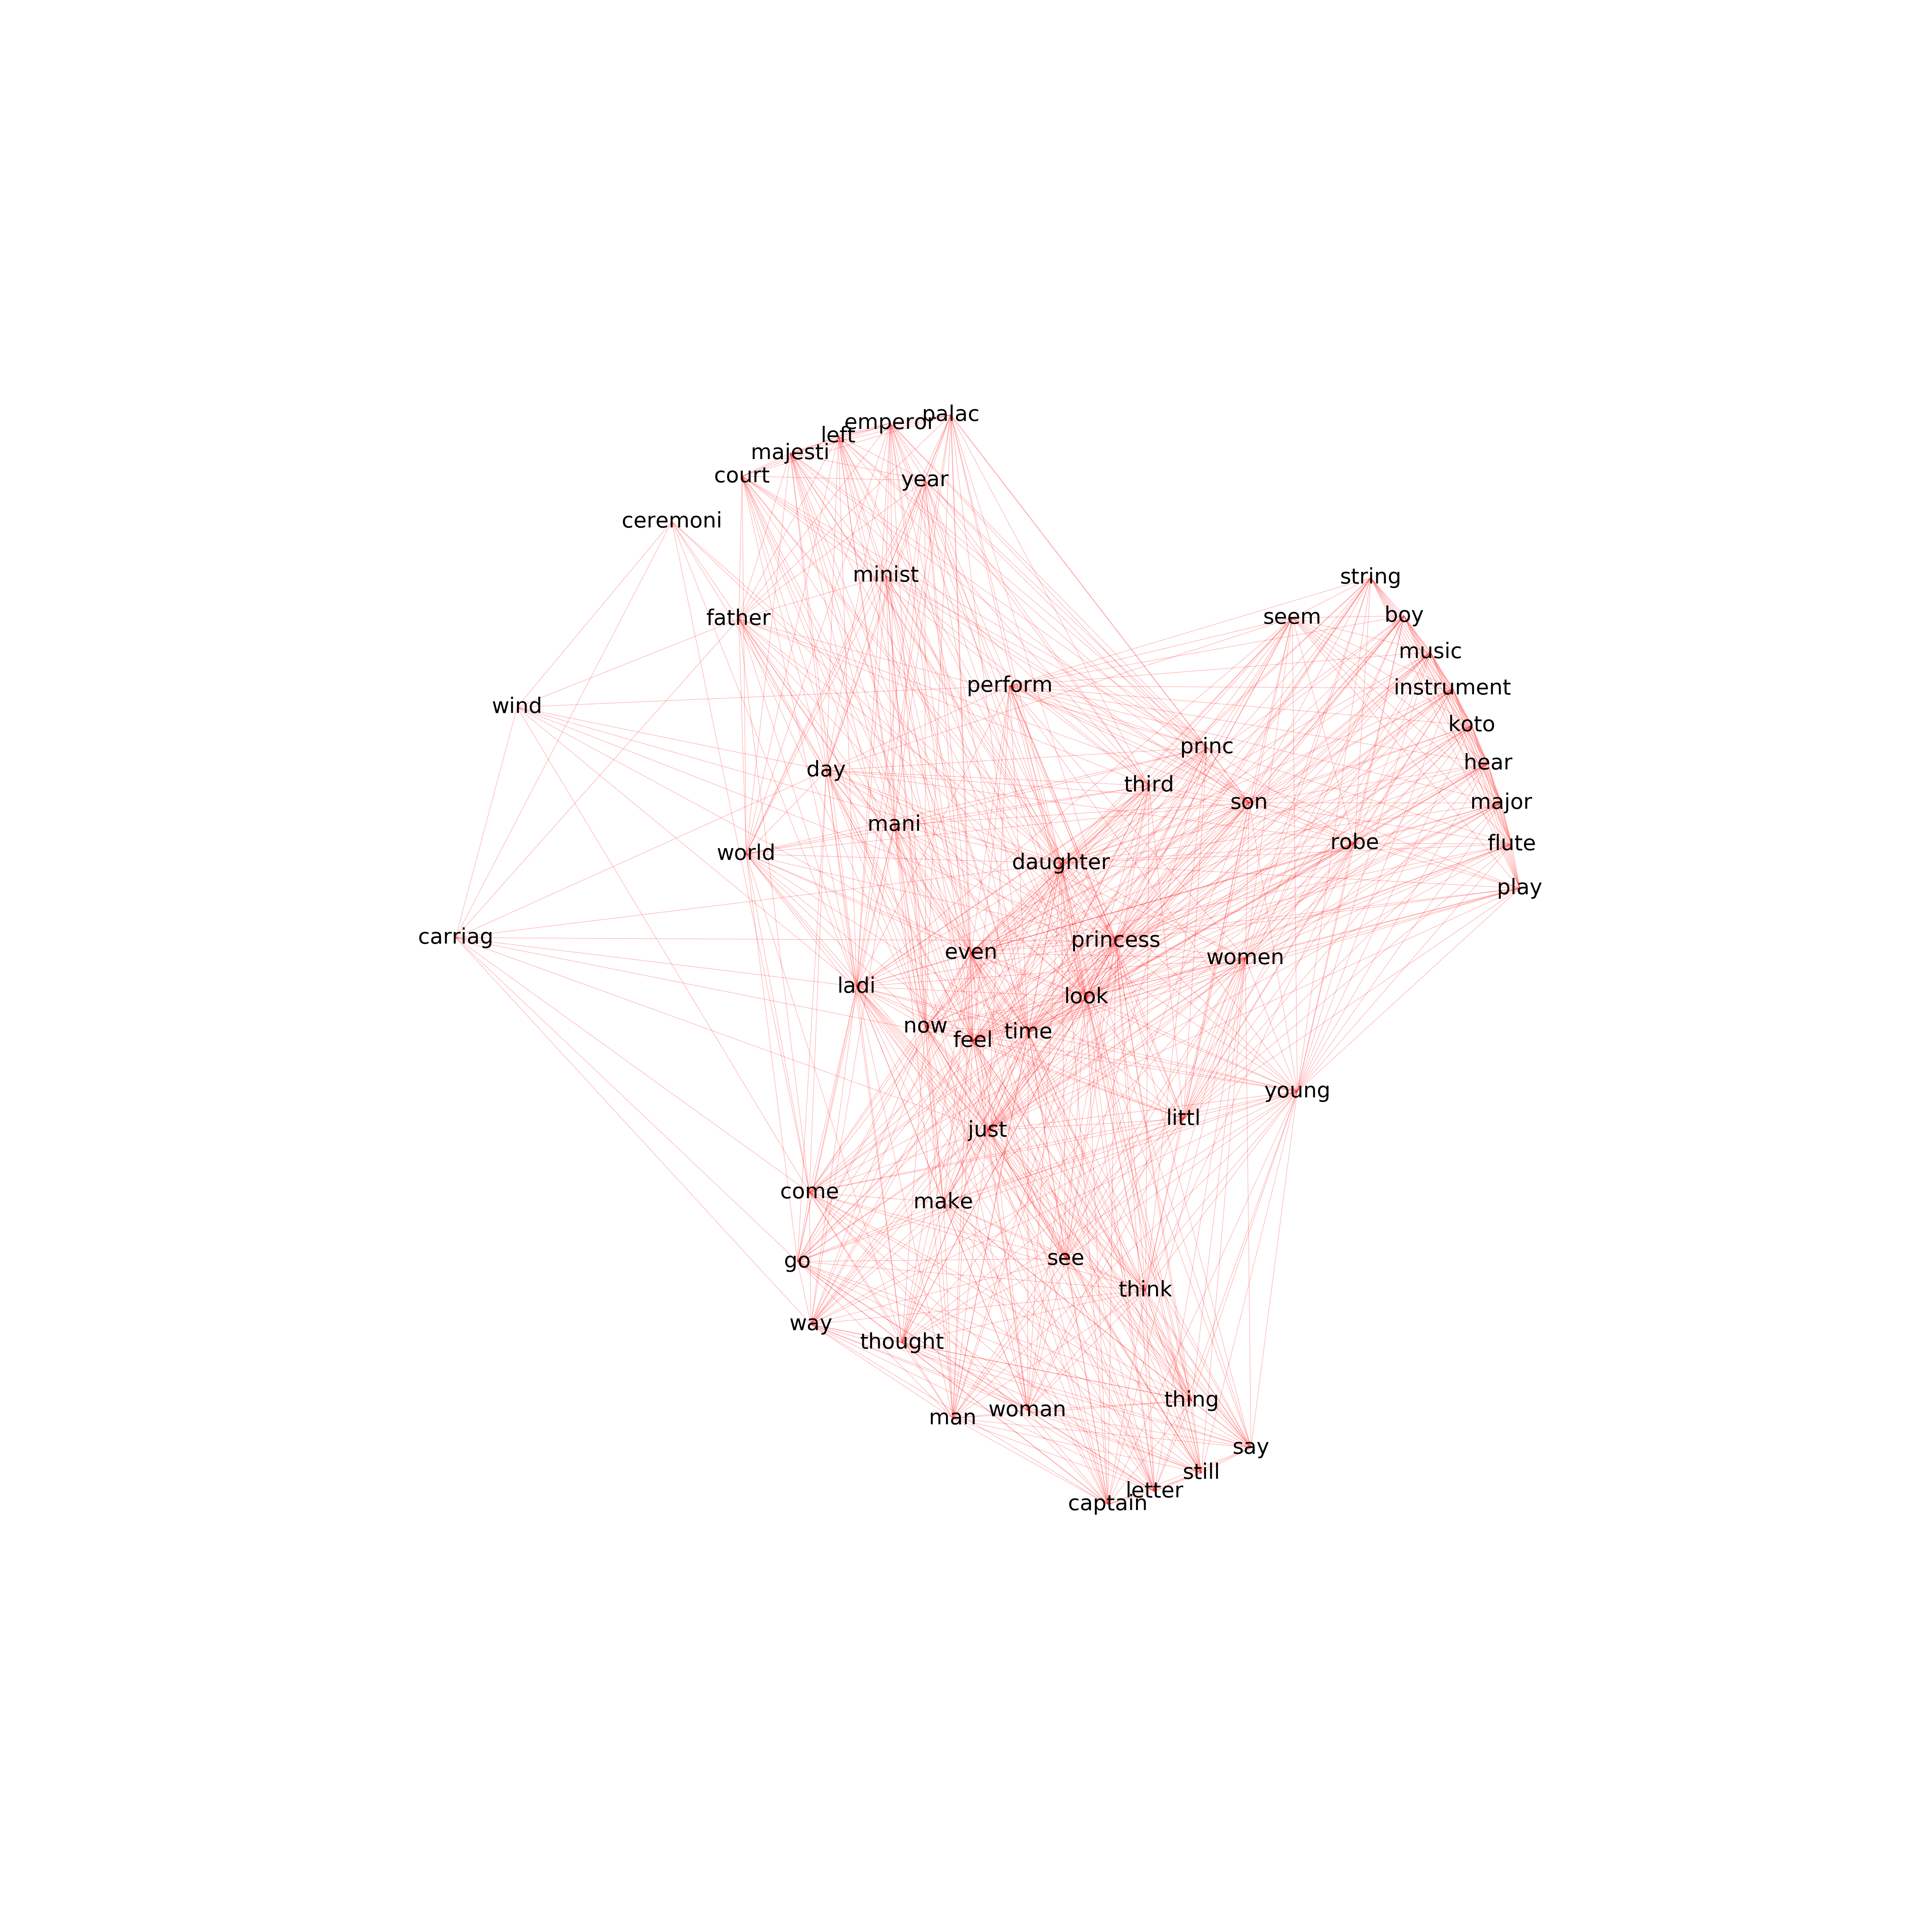 palac
emperor
left
majesti
court
year
ceremoni
minist
string
boy
seem
father
music
perform
instrument
wind
koto
princ
hear
day
third
son
major
mani
robe
flute
world
daughter
play
carriag
princess
even
women
ladi
look
now
time
feel
young
littl
just
come
make
see
go
think
way
thought
thing
woman
man
say
still
letter
captain